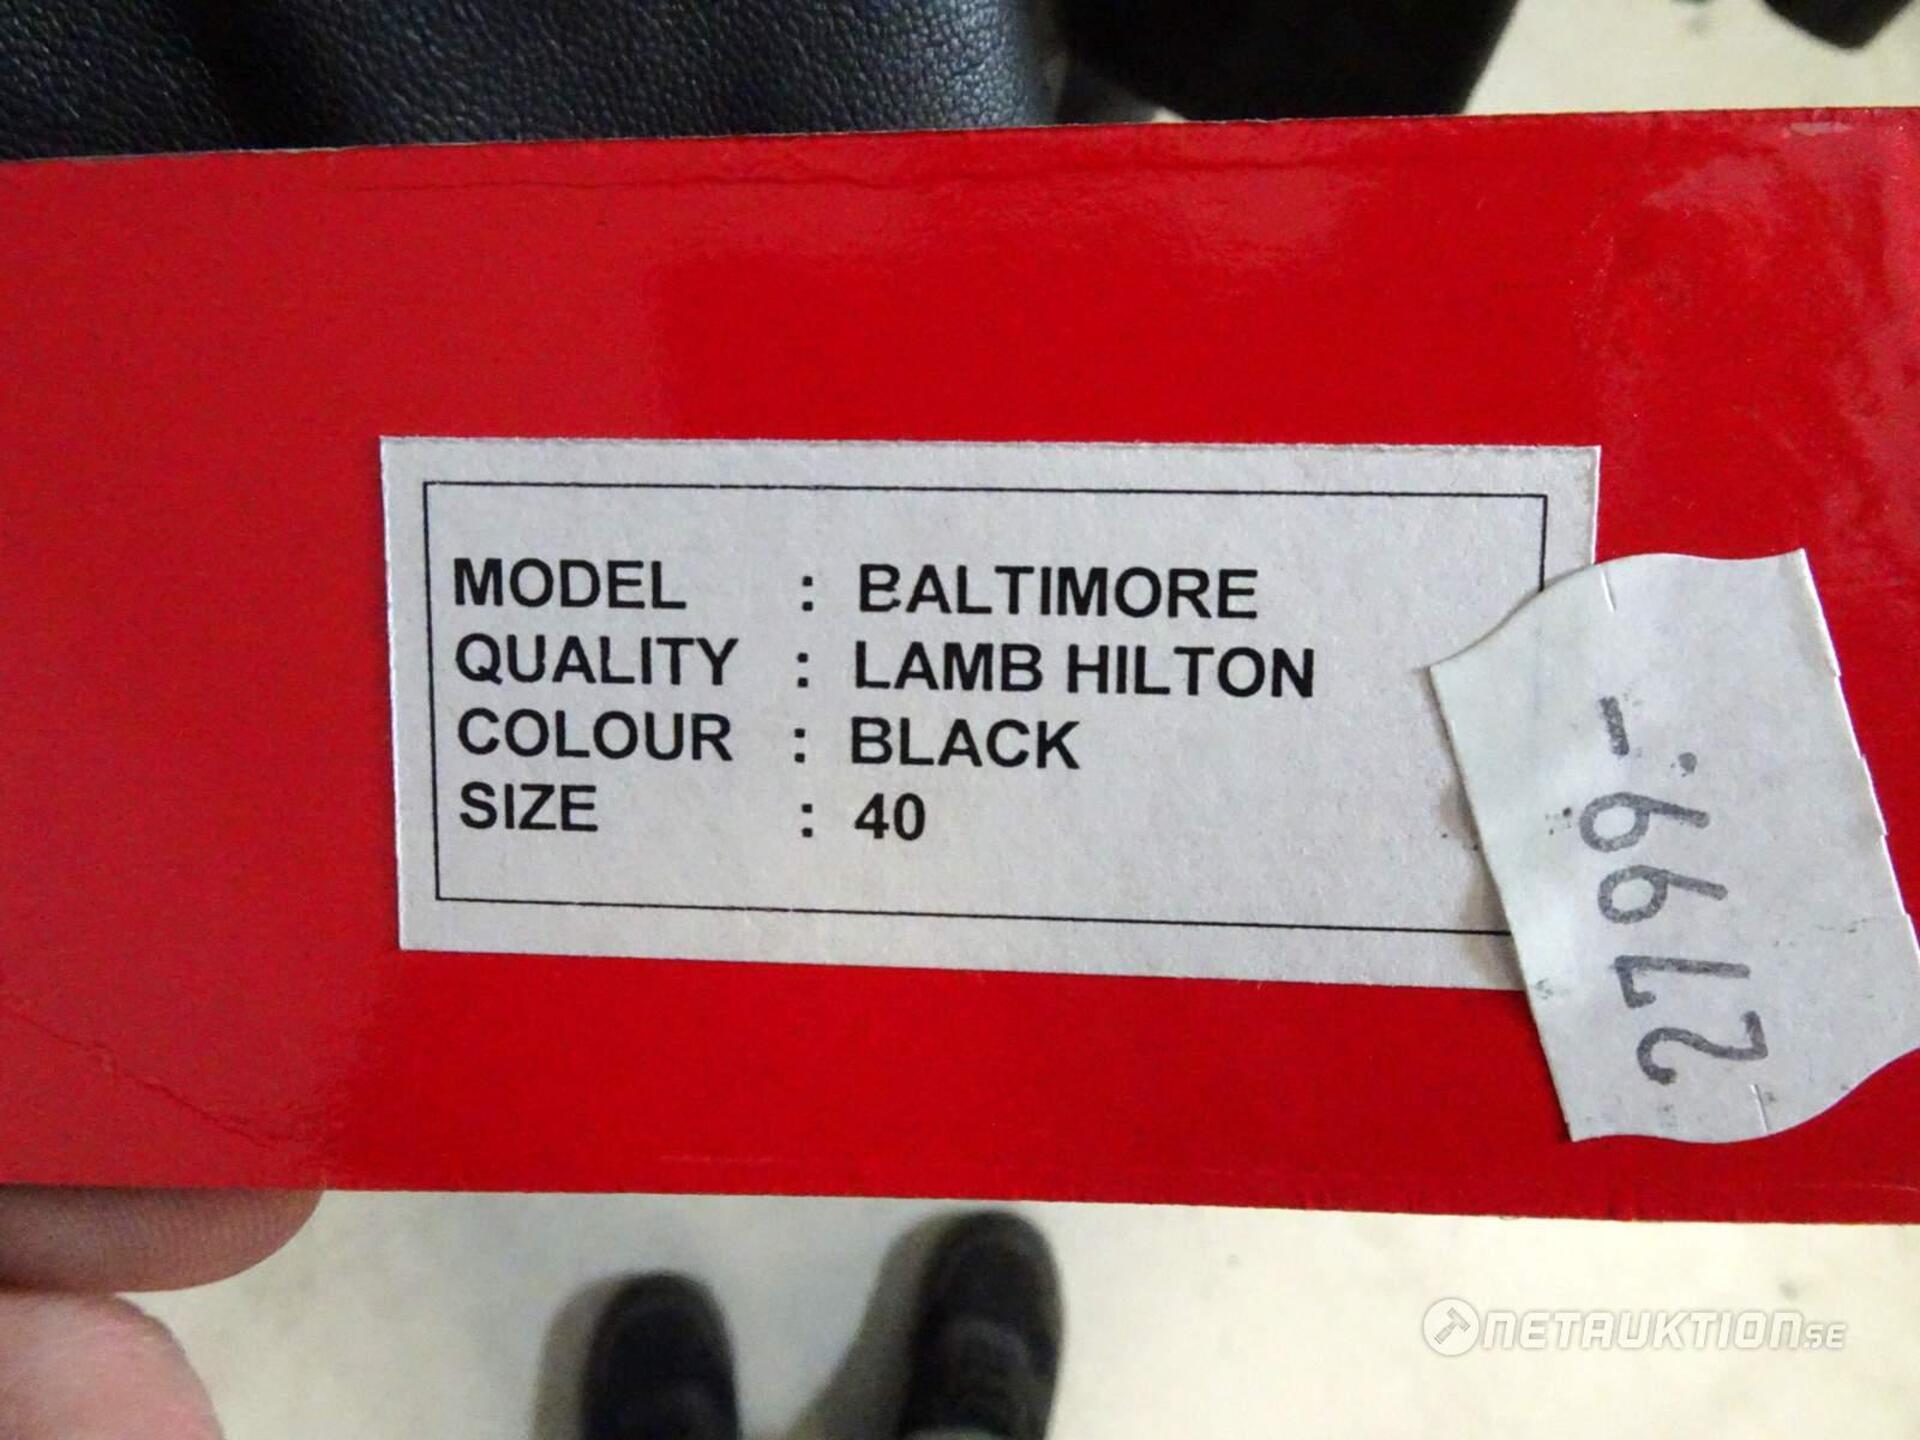 MODEL : BALTIMORE
QUALITY : LAMB HILTON
COLOUR : BLACK
SIZE : 40
2799.-
NETAUKTION.SE